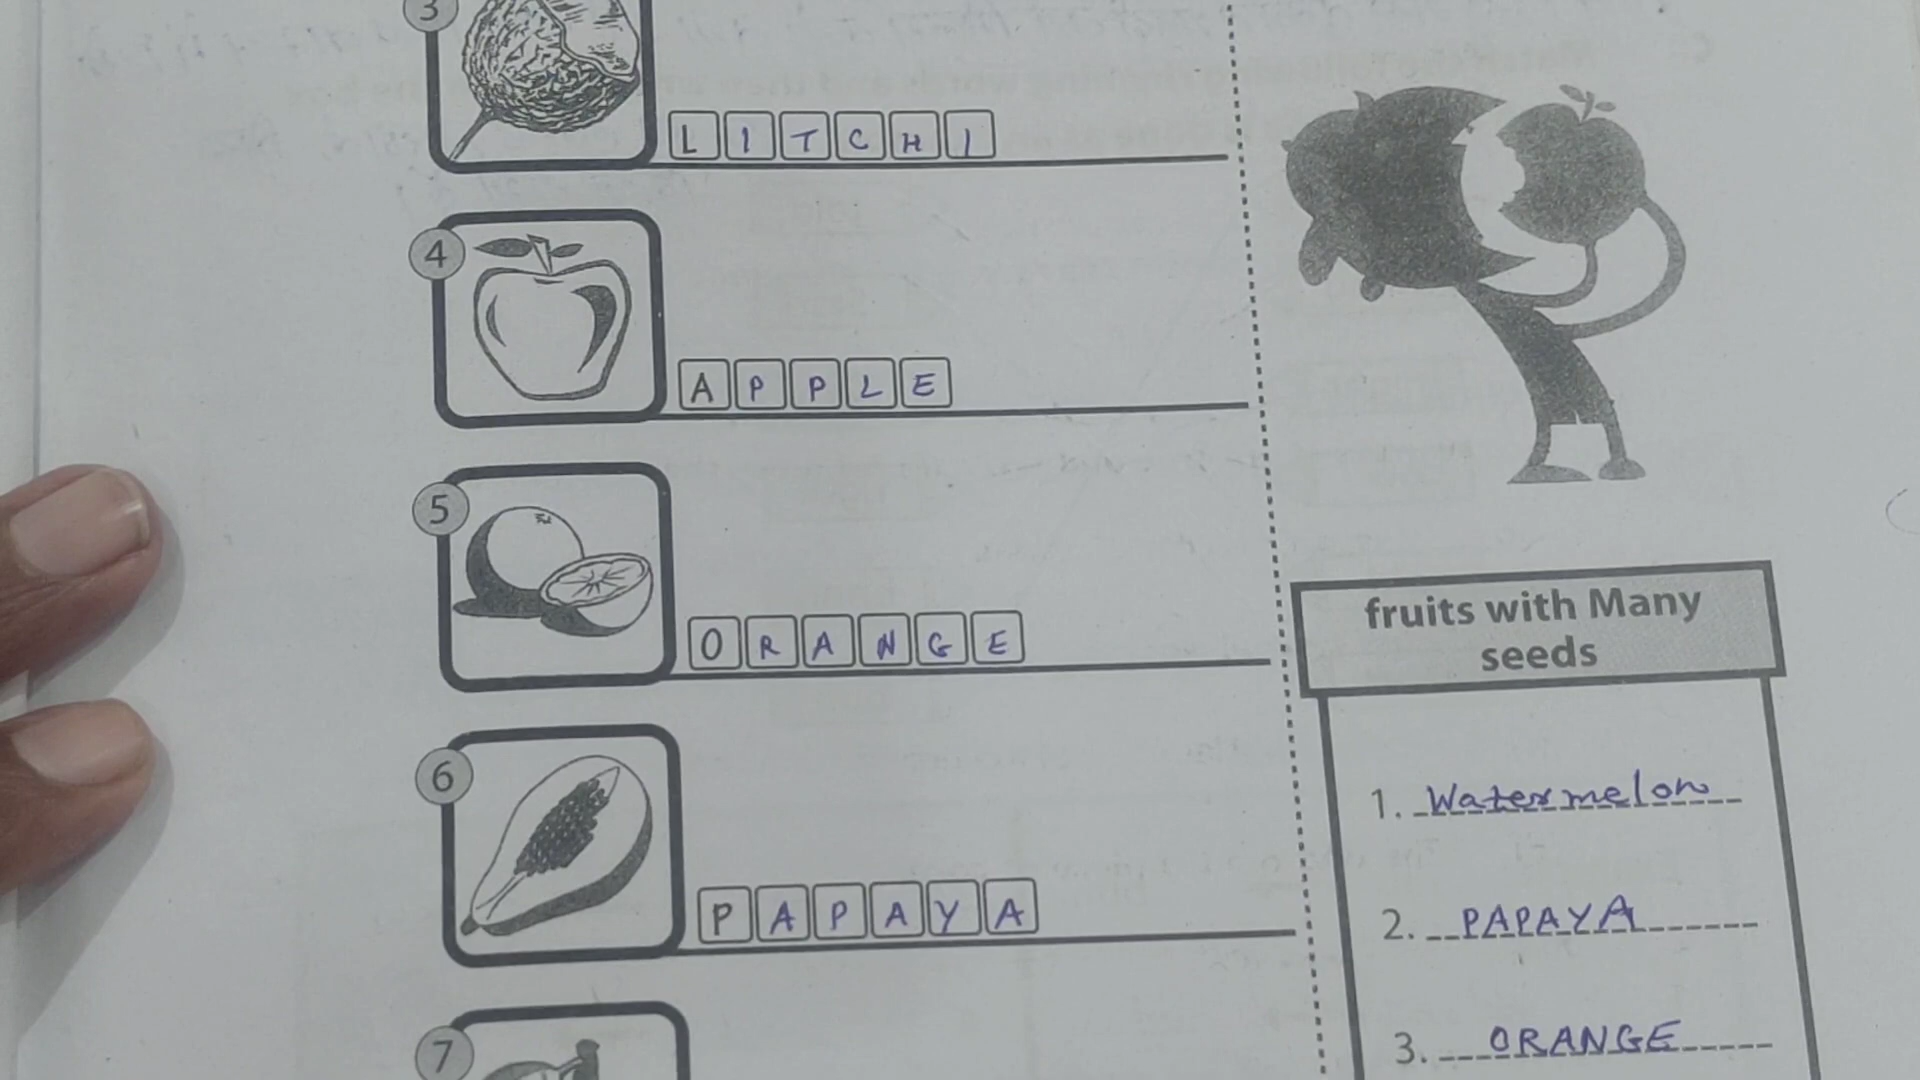 3
LITCHI
4
APPLE
5
ORANGE
6
PAPAYA
7
fruits with Many
seeds
1. Watermelon
2. PAPAYA
3. ORANGE